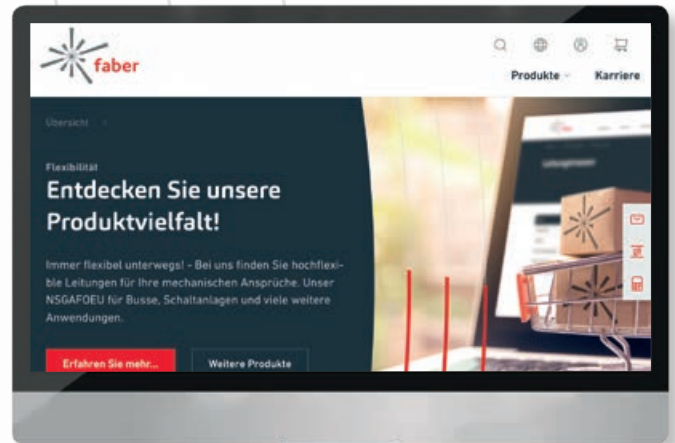 faber
Produkte
Karriere
Übersicht
Flexibilität
Entdecken Sie unsere
Produktvielfalt!
Immer flexibel unterwegs! - Bei uns finden Sie hochflexi-
ble Leitungen für Ihre mechanischen Ansprüche. Unser
NSGAFOEU für Busse, Schaltanlagen und viele weitere
Anwendungen.
Erfahren Sie mehr...
Weitere Produkte